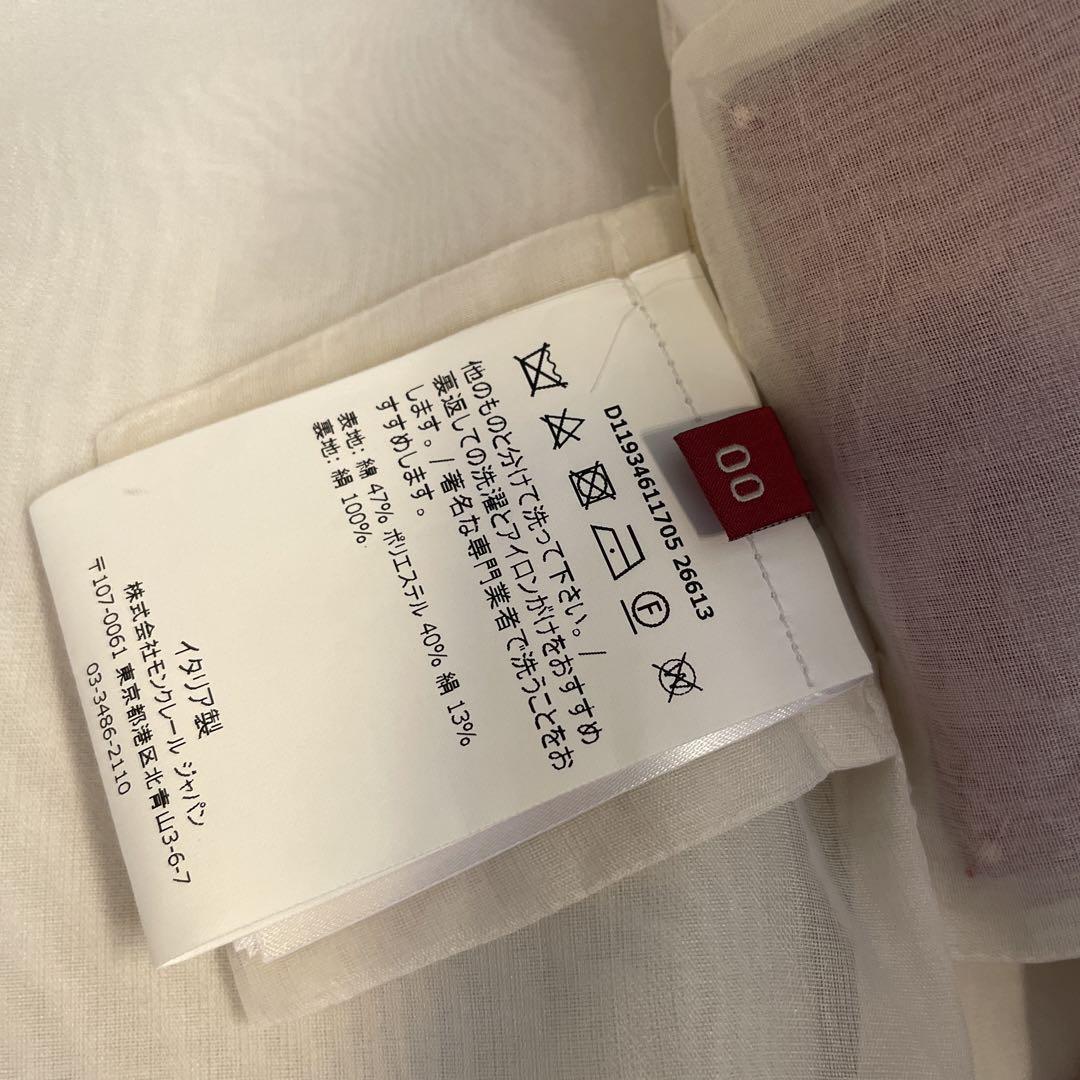 00
D11934611705 26613
他のものと分けて洗って下さい。/
裏返しての洗濯とアイロンがけをおすすめ
します。/ 著名な専門業者で洗うことをお
すすめします。
表地: 綿 47% ポリエステル 40% 絹 13%
裏地: 絹 100%
イタリア製
株式会社モンクレール ジャパン
〒107-0061 東京都港区北青山3-6-7
03-3486-2110